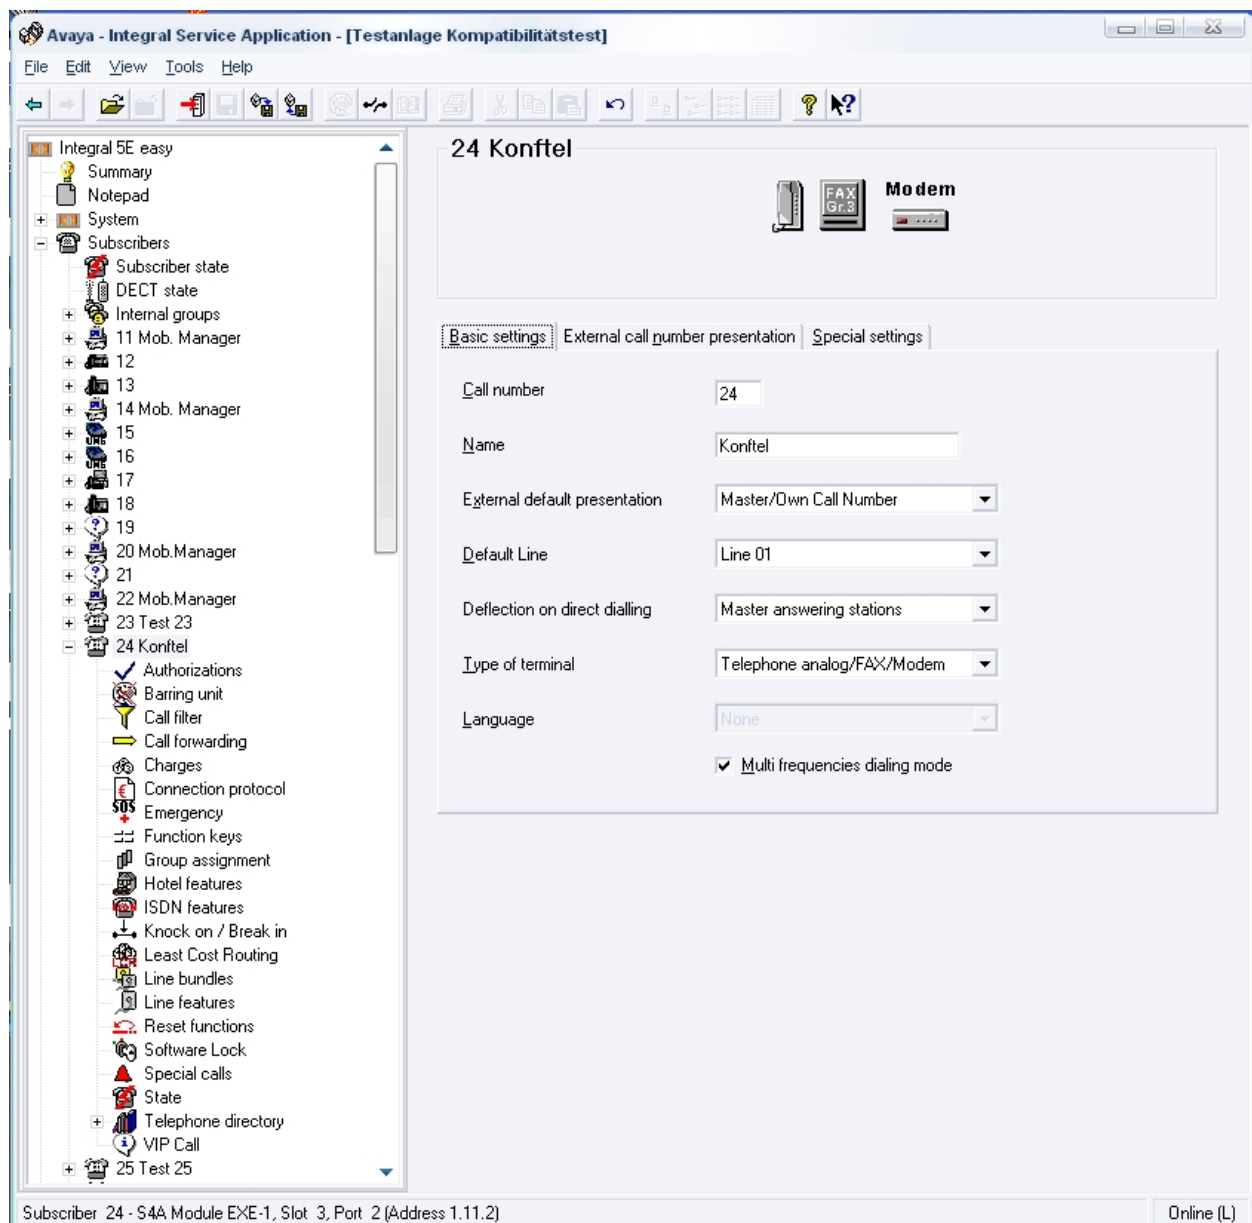 Avaya - Integral Service Application - [Testanlage Kompatibilitätstest]
File Edit View Tools Help
Integral 5E easy
Summary
Notepad
System
Subscribers
Subscriber state
DECT state
Internal groups
11 Mob. Manager
12
13
14 Mob. Manager
15
16
17
18
19
20 Mob.Manager
21
22 Mob.Manager
23 Test 23
24 Konftel
Authorizations
Barring unit
Call filter
Call forwarding
Charges
Connection protocol
SOS
Emergency
Function keys
Group assignment
Hotel features
ISDN features
Knock on / Break in
Least Cost Routing
Line bundles
Line features
Reset functions
Software Lock
Special calls
State
Telephone directory
VIP Call
25 Test 25
24 Konftel
FAX
Gr.3
Modem
Basic settings External call number presentation Special settings
Call number 24
Name Konftel
External default presentation Master/Own Call Number
Default Line Line 01
Deflection on direct dialling Master answering stations
Type of terminal Telephone analog/FAX/Modem
Language None
Multi frequencies dialing mode
Subscriber 24 - S4A Module EXE-1, Slot 3, Port 2 (Address 1.11.2) Online (L)